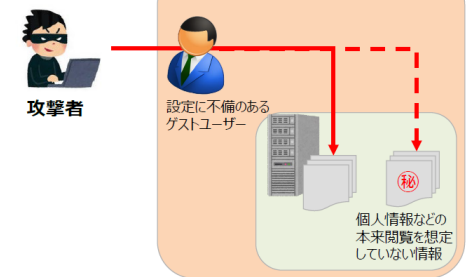 攻撃者
設定に不備のある
ゲストユーザー
秘
個人情報などの
本来閲覧を想定
していない情報